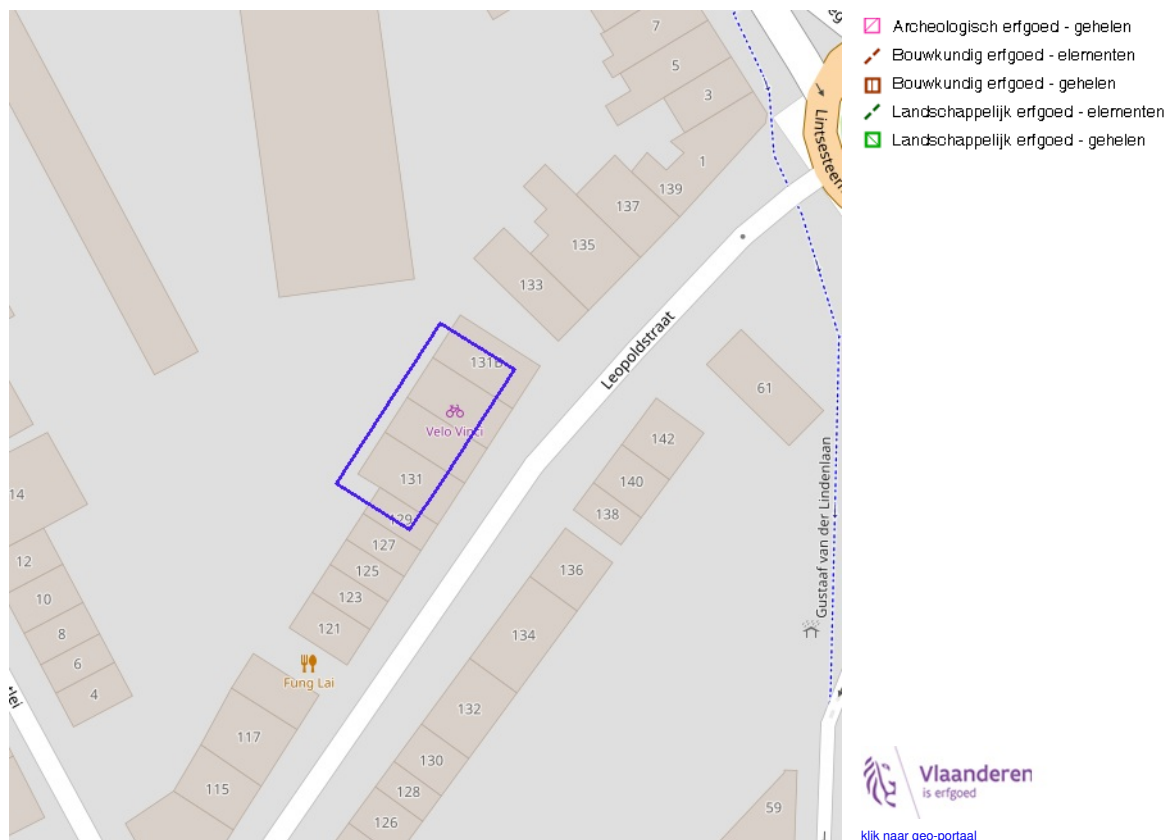 7
5
3
1
139
137
135
133
Lintsesteen
Leopoldstraat
131B
Velo Vinci
131
129
127
125
123
121
Fung Lai
117
115
61
142
140
138
136
134
132
130
128
126
Gustaaf van der Lindenlaan
59
14
12
10
8
6
4
tlei
Archeologisch erfgoed - gehelen
Bouwkundig erfgoed - elementen
Bouwkundig erfgoed - gehelen
Landschappelijk erfgoed - elementen
Landschappelijk erfgoed - gehelen
Vlaanderen
is erfgoed
klik naar geo-portaal